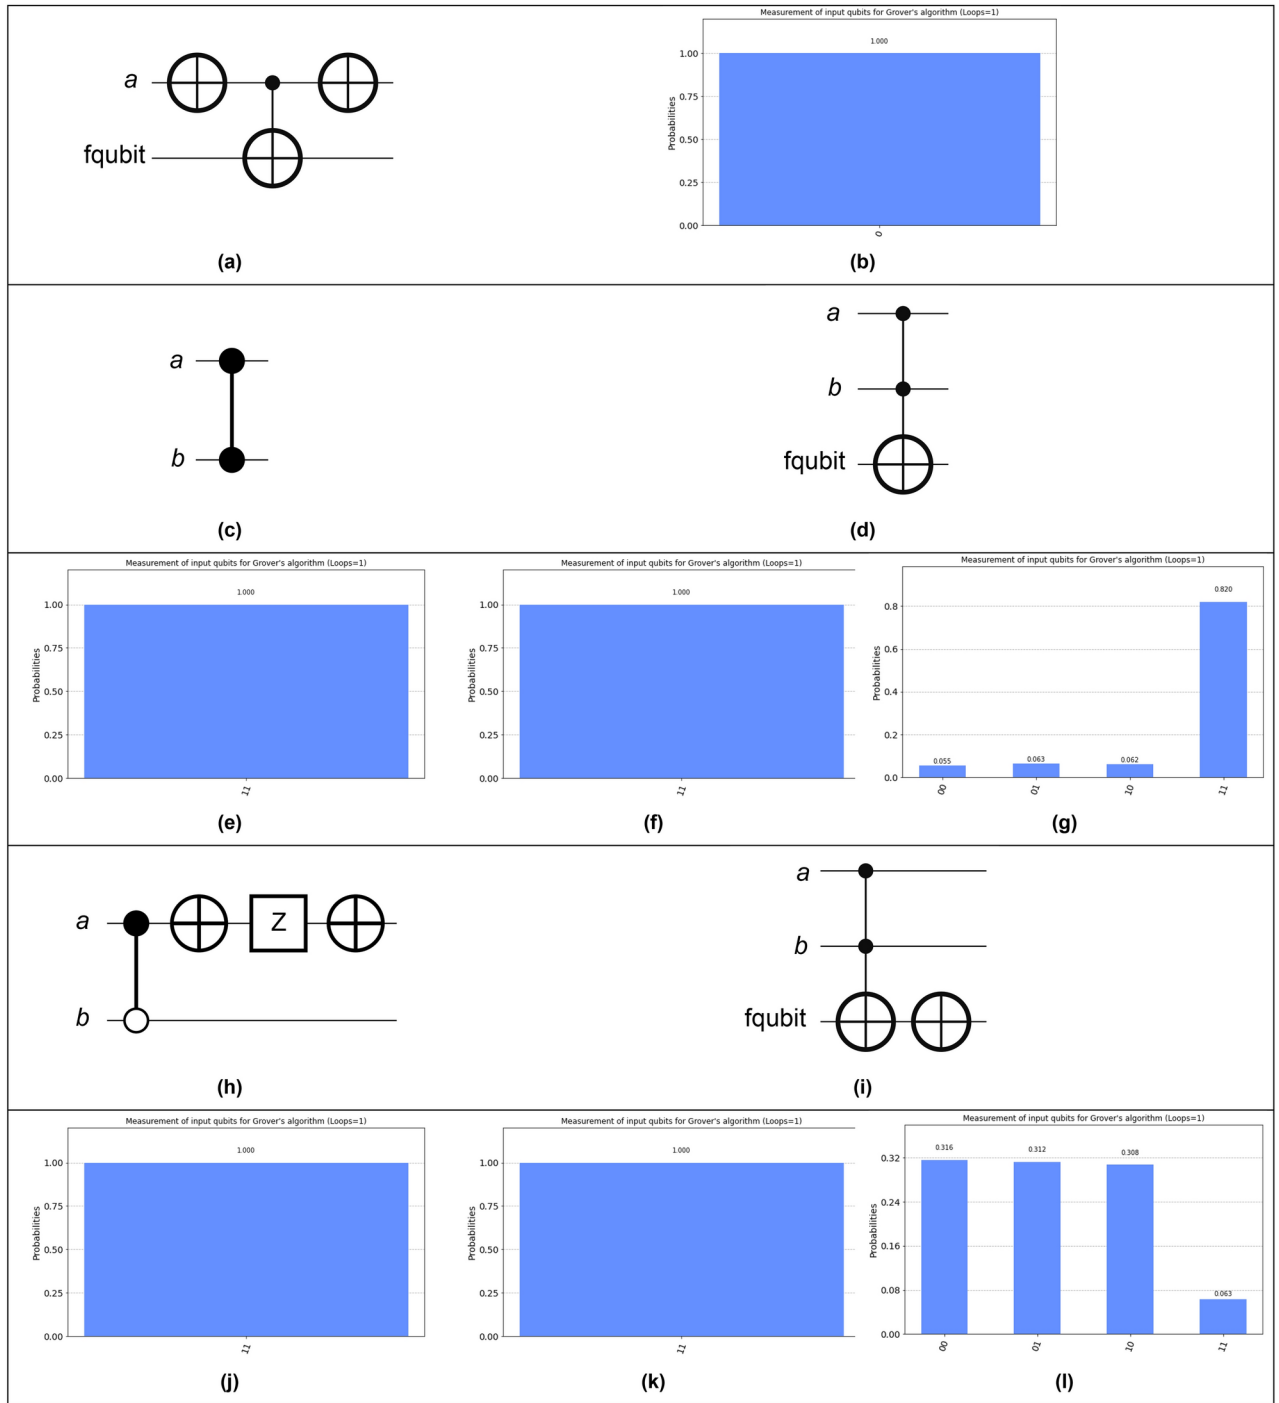 a
fqubit
(a)
Measurement of input qubits for Grover's algorithm (Loops=1)
1.000
1.00
0.75
0.50
0.25
0.00
Probabilities
0
(b)
a
b
(c)
a
b
fqubit
(d)
Measurement of input qubits for Grover's algorithm (Loops=1)
1.000
1.00
0.75
0.50
0.25
0.00
Probabilities
11
(e)
Measurement of input qubits for Grover's algorithm (Loops=1)
1.000
1.00
0.75
0.50
0.25
0.00
Probabilities
11
(f)
Measurement of input qubits for Grover's algorithm (Loops=1)
0.820
0.8
0.6
0.4
0.2
0.0
Probabilities
0.055
0.063
0.062
00
01
10
11
(g)
a
Z
b
(h)
a
b
fqubit
(i)
Measurement of input qubits for Grover's algorithm (Loops=1)
1.000
1.00
0.75
0.50
0.25
0.00
Probabilities
11
(j)
Measurement of input qubits for Grover's algorithm (Loops=1)
1.000
1.00
0.75
0.50
0.25
0.00
Probabilities
11
(k)
Measurement of input qubits for Grover's algorithm (Loops=1)
0.316
0.312
0.308
0.063
0.32
0.24
0.16
0.08
0.00
Probabilities
00
01
10
11
(l)